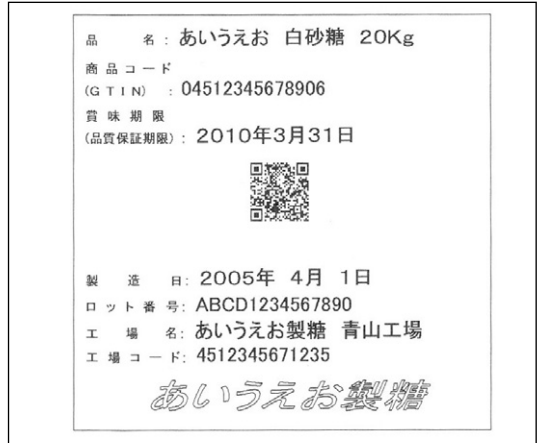 品　　名：あいうえお 白砂糖 20Kg
商品コード
(GTIN)：04512345678906
賞味期限
(品質保証期限)：2010年3月31日
製造日：2005年 4月 1日
ロット番号：ABCD1234567890
工場名：あいうえお製糖 青山工場
工場コード：4512345671235
あいうえお製糖